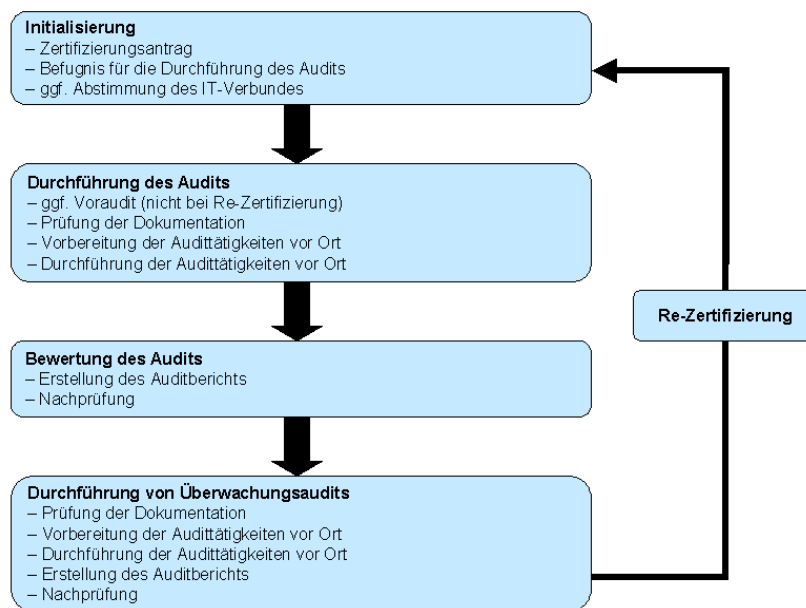 Initialisierung
– Zertifizierungsantrag
– Befugnis für die Durchführung des Audits
– ggf. Abstimmung des IT-Verbundes
Durchführung des Audits
– ggf. Voraudit (nicht bei Re-Zertifizierung)
– Prüfung der Dokumentation
– Vorbereitung der Audittätigkeiten vor Ort
– Durchführung der Audittätigkeiten vor Ort
Re-Zertifizierung
Bewertung des Audits
– Erstellung des Auditberichts
– Nachprüfung
Durchführung von Überwachungsaudits
– Prüfung der Dokumentation
– Vorbereitung der Audittätigkeiten vor Ort
– Durchführung der Audittätigkeiten vor Ort
– Erstellung des Auditberichts
– Nachprüfung